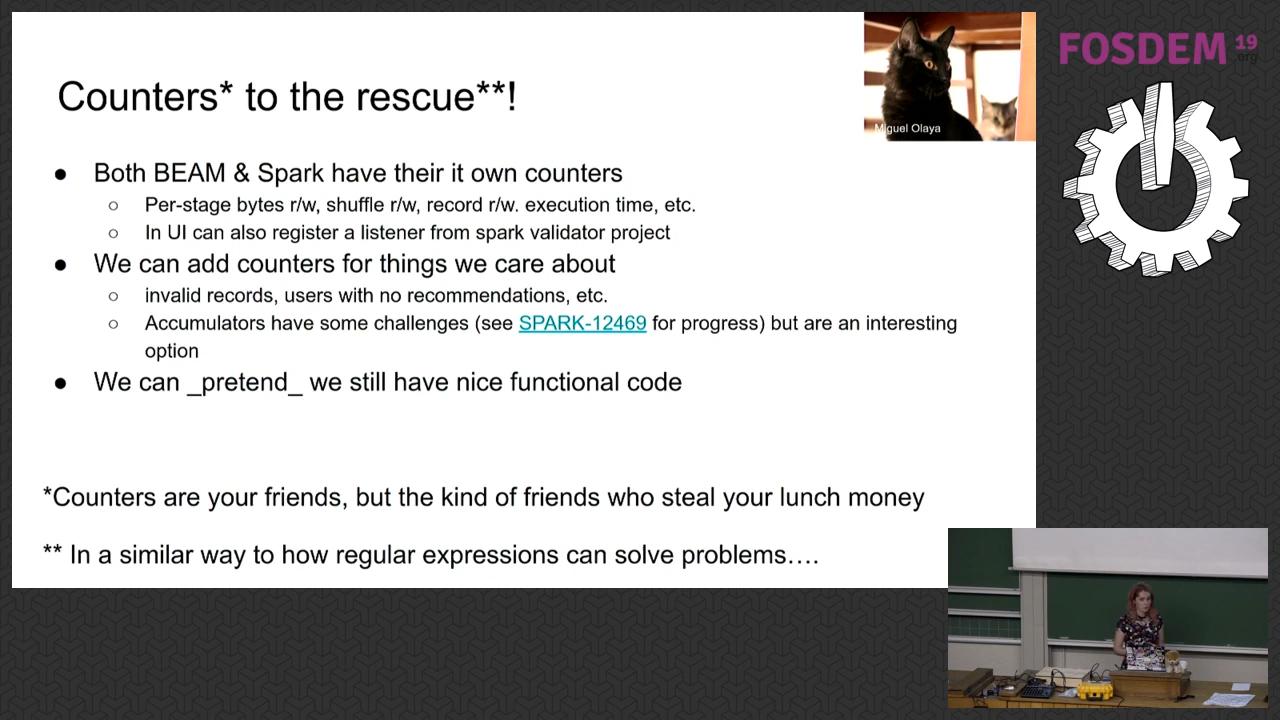 Counters* to the rescue**!
Miguel Olaya
FOSDEM 19
.org
● Both BEAM & Spark have their it own counters
○ Per-stage bytes r/w, shuffle r/w, record r/w. execution time, etc.
○ In UI can also register a listener from spark validator project
● We can add counters for things we care about
○ invalid records, users with no recommendations, etc.
○ Accumulators have some challenges (see SPARK-12469 for progress) but are an interesting
option
● We can _pretend_ we still have nice functional code
*Counters are your friends, but the kind of friends who steal your lunch money
** In a similar way to how regular expressions can solve problems….